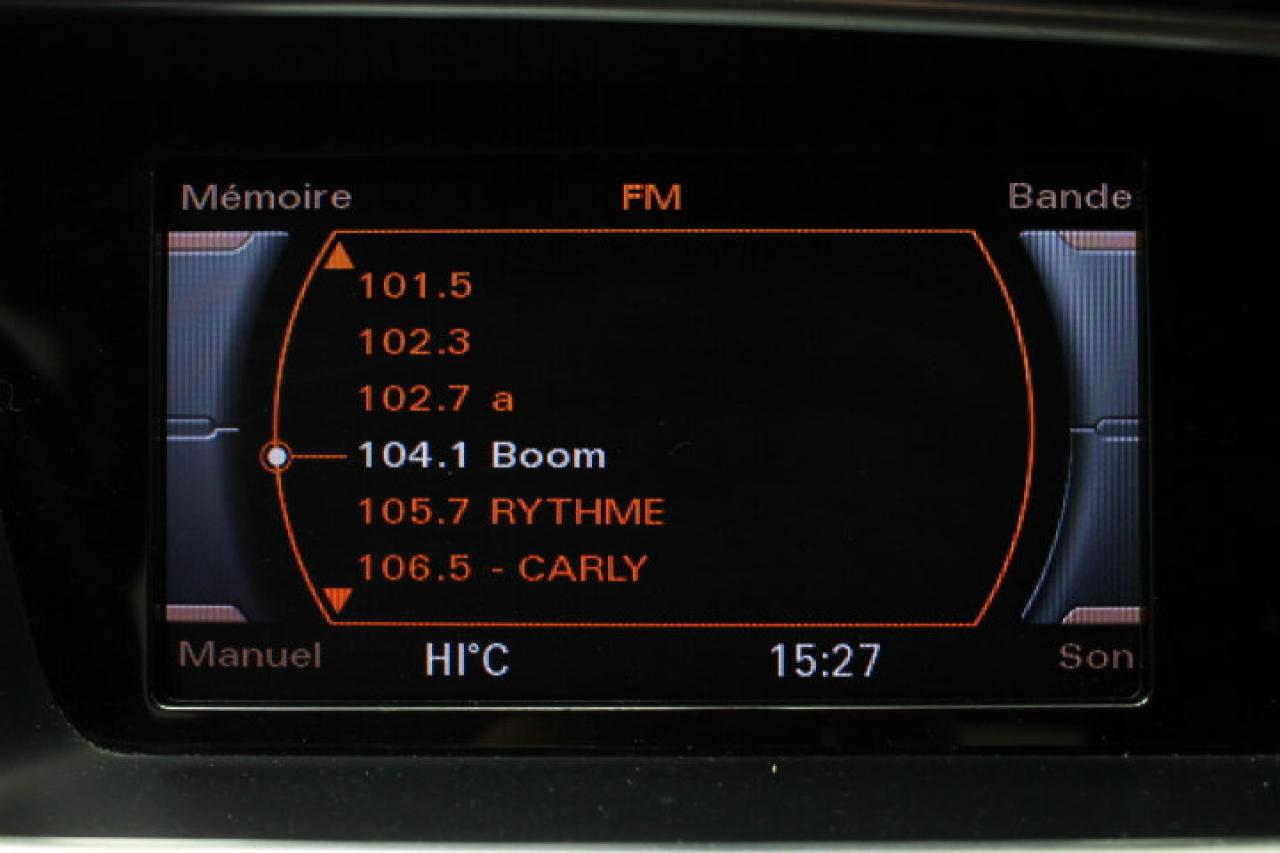 Mémoire FM Bande
101.5
102.3
102.7 a
104.1 Boom
105.7 RYTHME
106.5 - CARLY
Manuel HI°C 15:27 Son